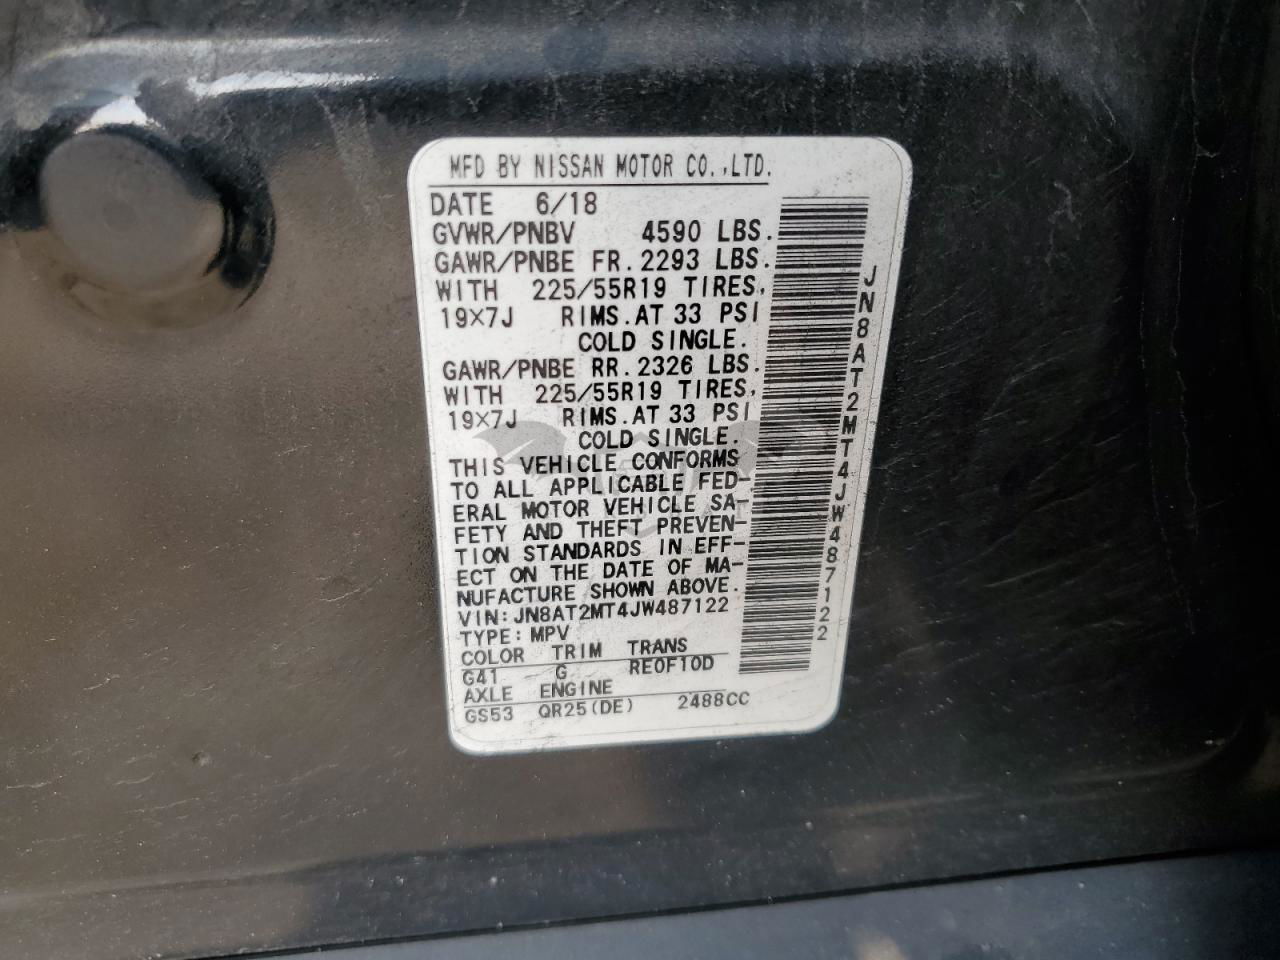 MFD BY NISSAN MOTOR CO.,LTD.
DATE 6/18
GVWR/PNBV 4590 LBS.
GAWR/PNBE FR.2293 LBS.
WITH 225/55R19 TIRES,
19×7J RIMS.AT 33 PSI
COLD SINGLE.
GAWR/PNBE RR.2326 LBS.
WITH 225/55R19 TIRES,
19×7J RIMS.AT 33 PSI
COLD SINGLE.
THIS VEHICLE CONFORMS
TO ALL APPLICABLE FED-
ERAL MOTOR VEHICLE SA-
FETY AND THEFT PREVEN-
TION STANDARDS IN EFF-
ECT ON THE DATE OF MA-
NUFACTURE SHOWN ABOVE.
VIN:JN8AT2MT4JW487122
TYPE:MPV
COLOR TRIM TRANS
G41 G RE0F10D
AXLE ENGINE
GS53 QR25(DE) 2488CC
JN8AT2MT4JW487122